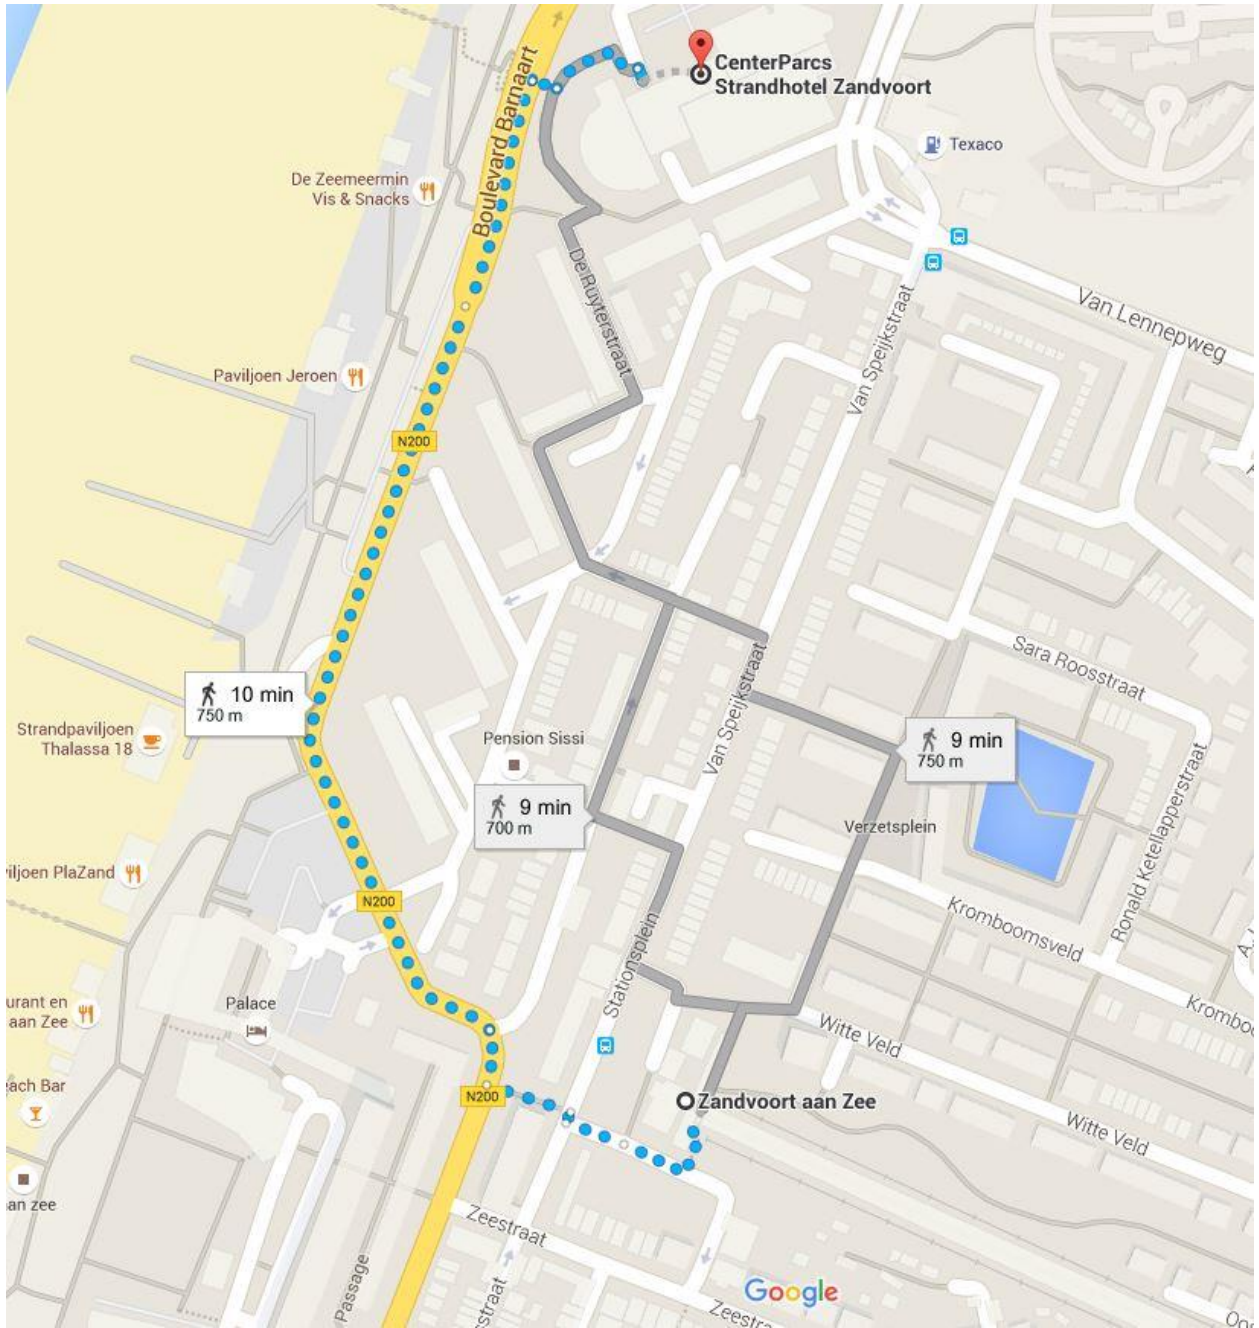 CenterParcs
Strandhotel Zandvoort
Boulevard Barnaart
Texaco
De Zeemeermin
Vis & Snacks
De Ruyterstraat
Van Speijkstraat
Van Lennepweg
Paviljoen Jeroen
N200
Sara Roosstraat
10 min
750 m
Strandpaviljoen
Thalassa 18
Pension Sissi
Van Speijkstraat
9 min
750 m
9 min
700 m
Verzetsplein
Ronald Ketellapperstraat
viljoen PlaZand
N200
Kromboomsveld
Stationsplein
Krombo
urant en
aan Zee
Palace
Witte Veld
each Bar
N200
Zandvoort aan Zee
Witte Veld
an zee
Zeestraat
Passage
estraat
Google
Zeestra